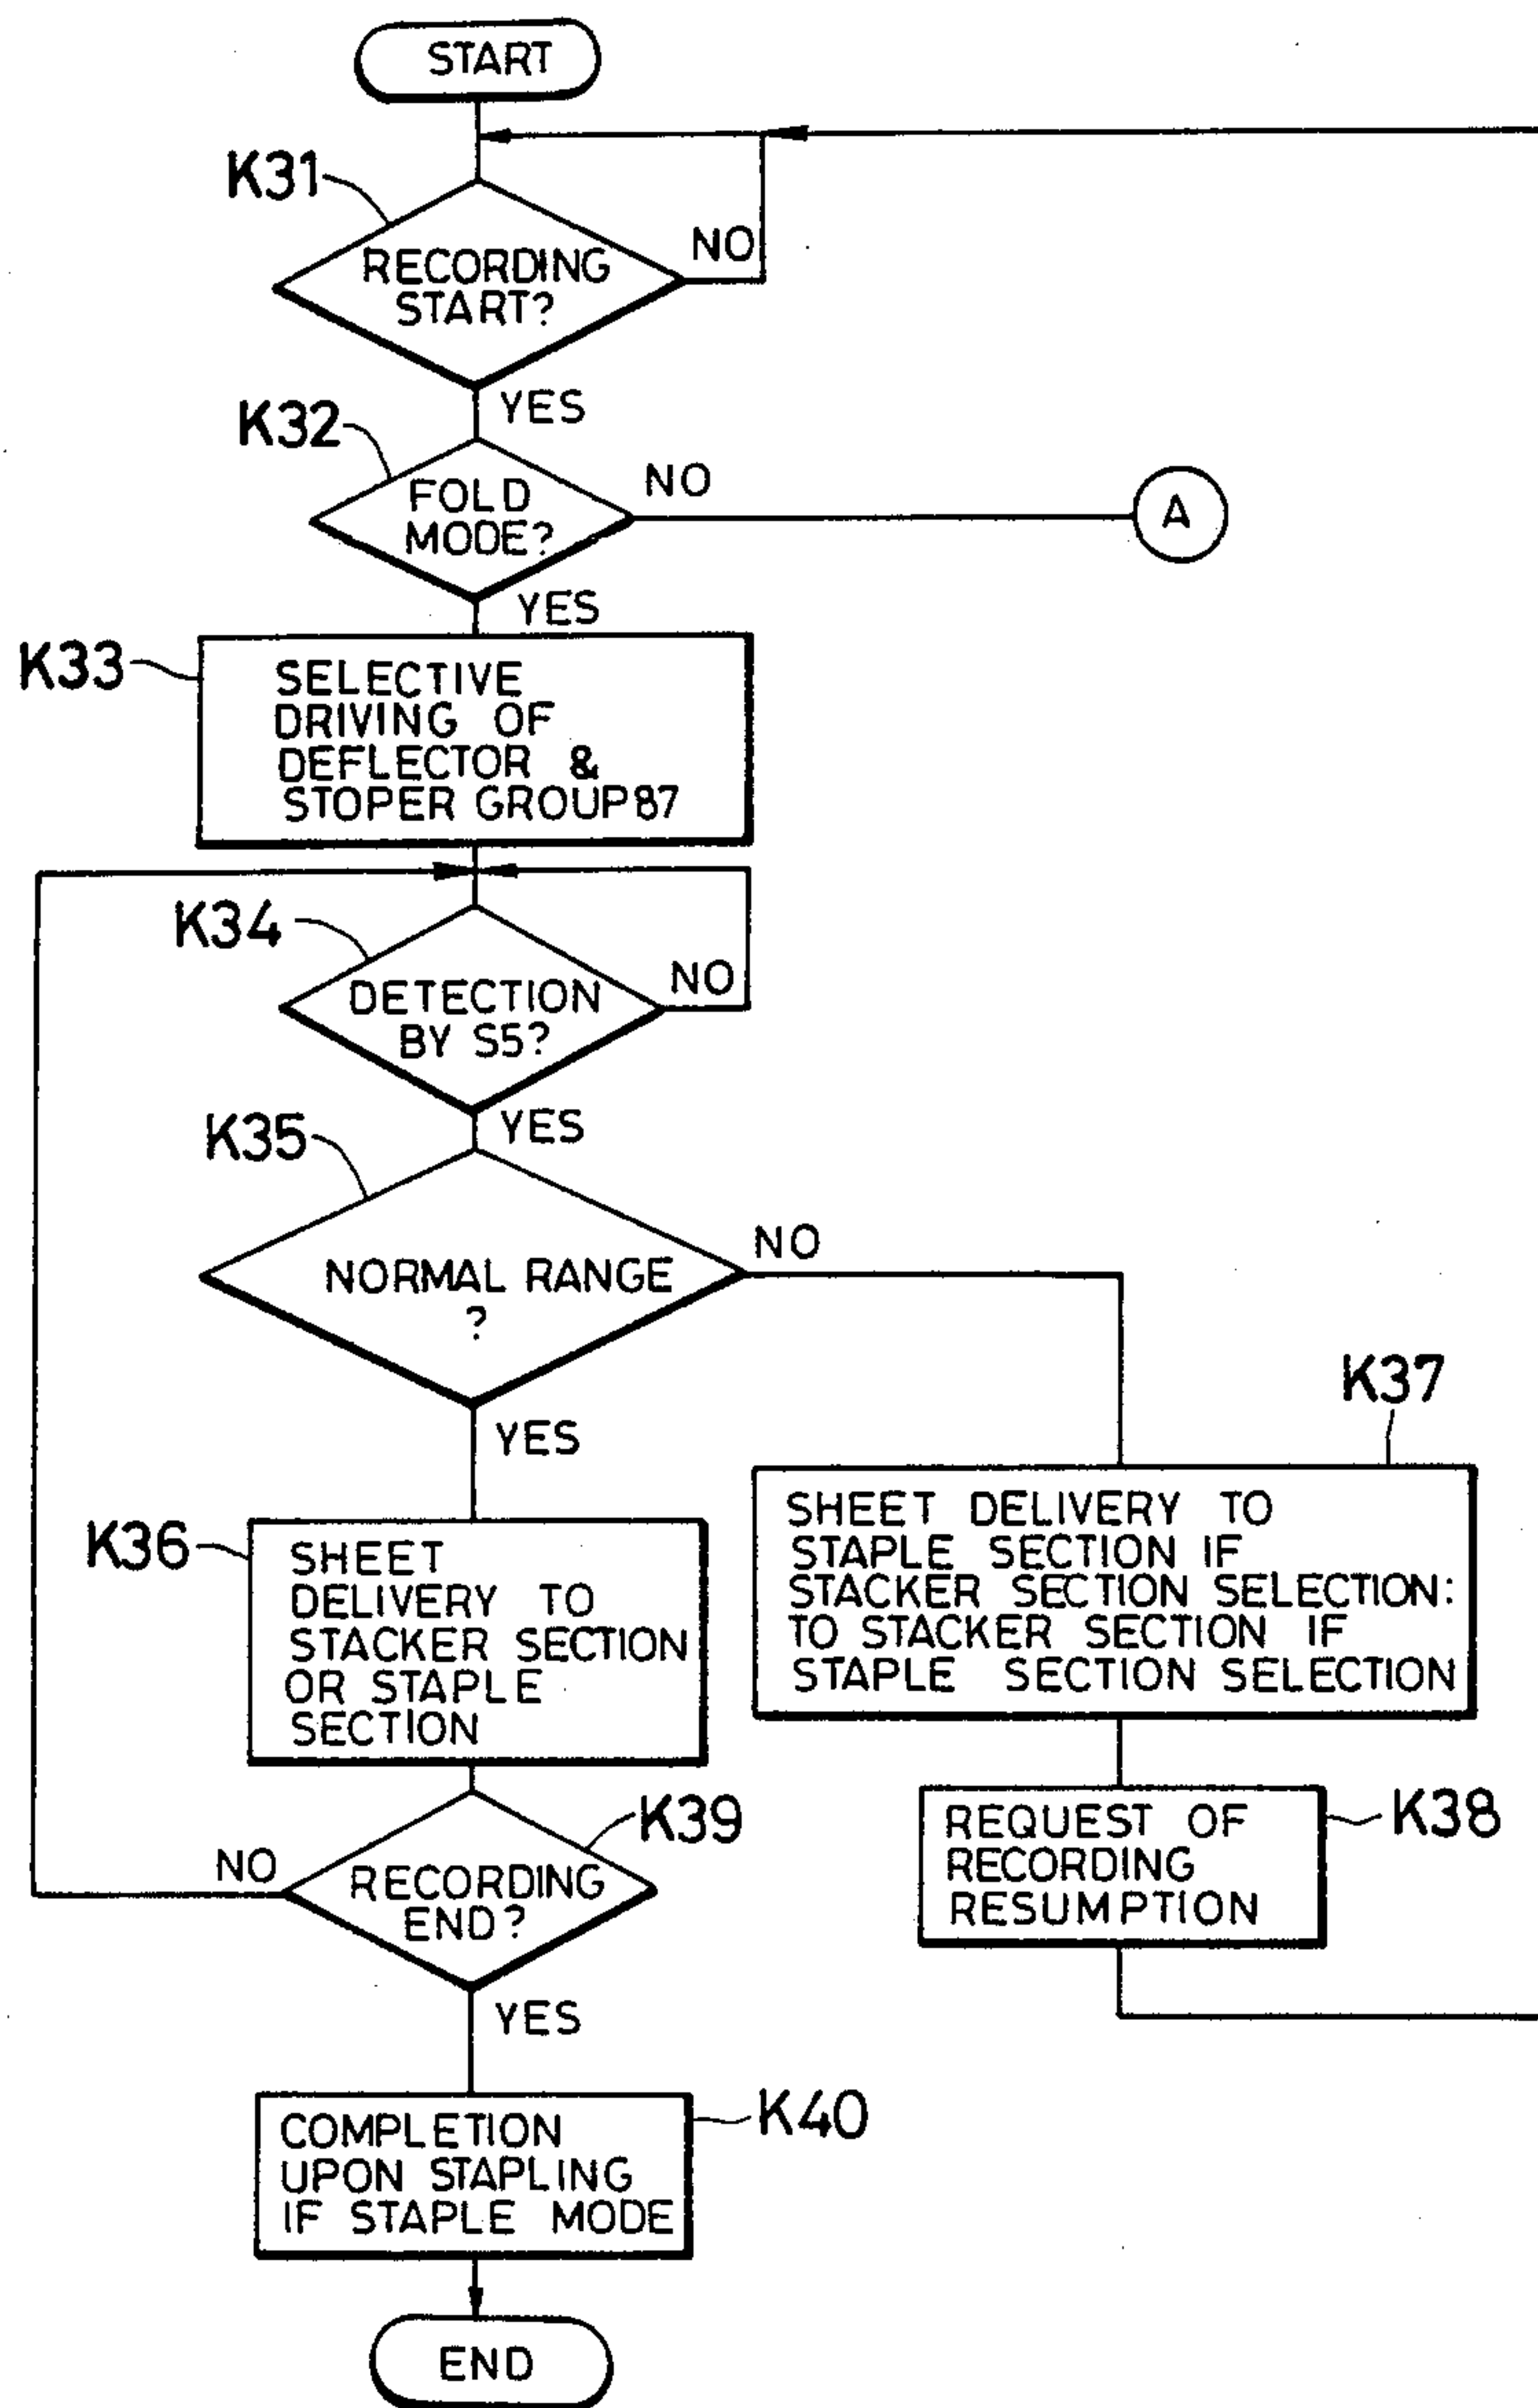 START
K31
RECORDING
START?
NO
YES
K32
FOLD
MODE?
NO
A
YES
K33
SELECTIVE
DRIVING OF
DEFLECTOR &
STOPER GROUP87
K34
DETECTION
BY S5?
NO
YES
K35
NORMAL RANGE
?
NO
YES
K36
SHEET
DELIVERY TO
STACKER SECTION
OR STAPLE
SECTION
K37
SHEET DELIVERY TO
STAPLE SECTION IF
STACKER SECTION SELECTION:
TO STACKER SECTION IF
STAPLE SECTION SELECTION
K38
REQUEST OF
RECORDING
RESUMPTION
K39
RECORDING
END?
NO
YES
K40
COMPLETION
UPON STAPLING
IF STAPLE MODE
END